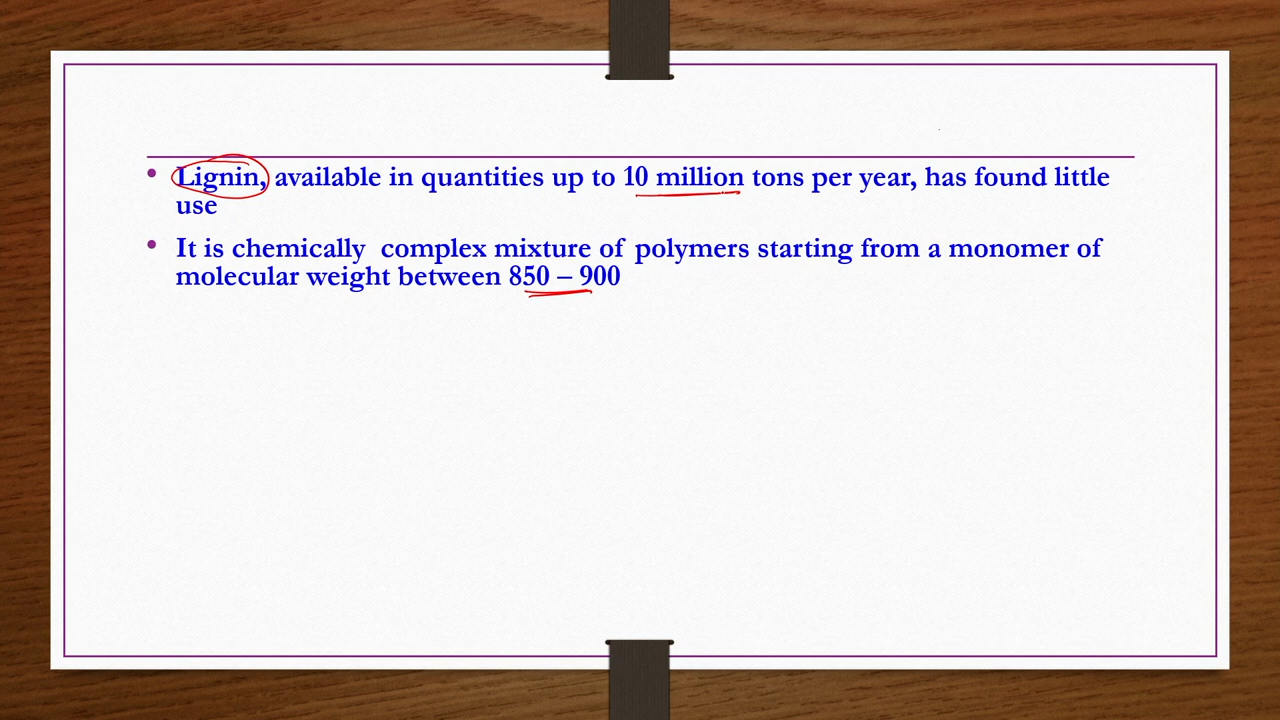 • Lignin, available in quantities up to 10 million tons per year, has found little
use
• It is chemically  complex mixture of polymers starting from a monomer of
molecular weight between 850 – 900